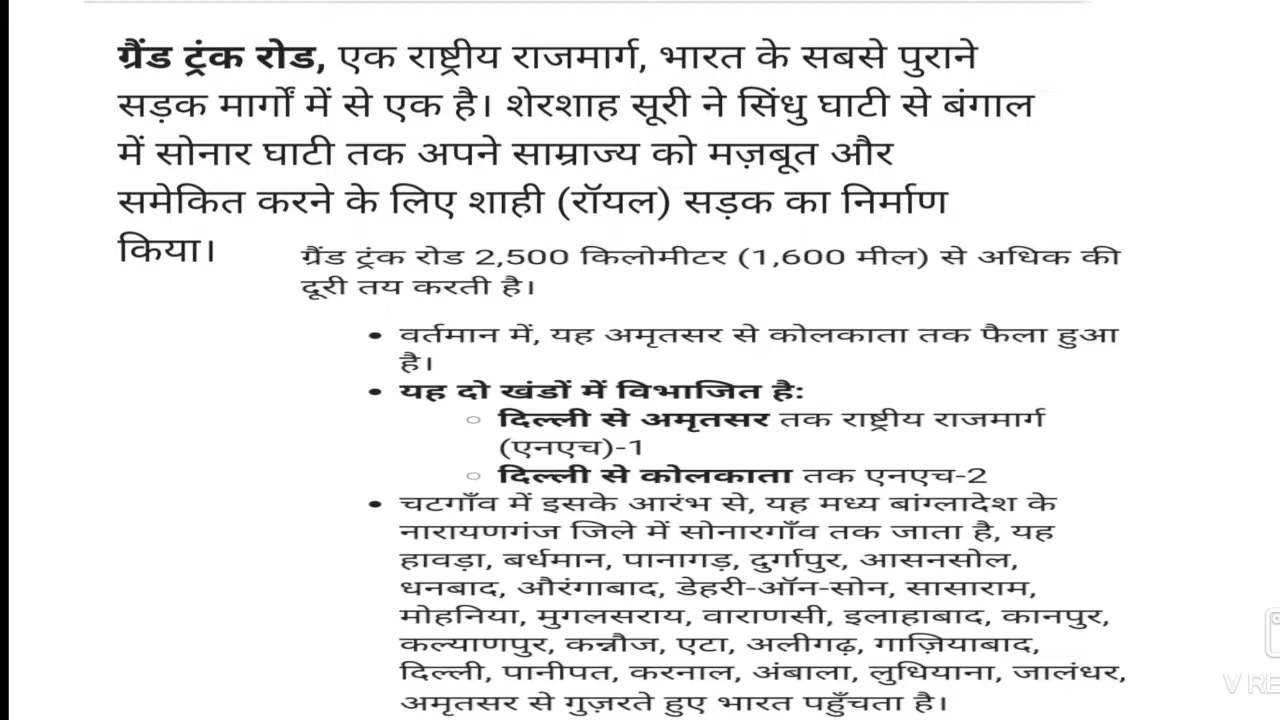 ग्रैंड ट्रंक रोड, एक राष्ट्रीय राजमार्ग, भारत के सबसे पुराने
सड़क मार्गों में से एक है। शेरशाह सूरी ने सिंधु घाटी से बंगाल
में सोनार घाटी तक अपने साम्राज्य को मज़बूत और
समेकित करने के लिए शाही (रॉयल) सड़क का निर्माण
किया।
ग्रैंड ट्रंक रोड 2,500 किलोमीटर (1,600 मील) से अधिक की
दूरी तय करती है।
• वर्तमान में, यह अमृतसर से कोलकाता तक फैला हुआ
है।
• यह दो खंडों में विभाजित है:
○ दिल्ली से अमृतसर तक राष्ट्रीय राजमार्ग
(एनएच)-1
○ दिल्ली से कोलकाता तक एनएच-2
• चटगाँव में इसके आरंभ से, यह मध्य बांग्लादेश के
नारायणगंज जिले में सोनारगाँव तक जाता है, यह
हावड़ा, बर्धमान, पानागड़, दुर्गापुर, आसनसोल,
धनबाद, औरंगाबाद, डेहरी-ऑन-सोन, सासाराम,
मोहनिया, मुगलसराय, वाराणसी, इलाहाबाद, कानपुर,
कल्याणपुर, कन्नौज, एटा, अलीगढ़, गाज़ियाबाद,
दिल्ली, पानीपत, करनाल, अंबाला, लुधियाना, जालंधर,
अमृतसर से गुज़रते हुए भारत पहुँचता है।
V RE